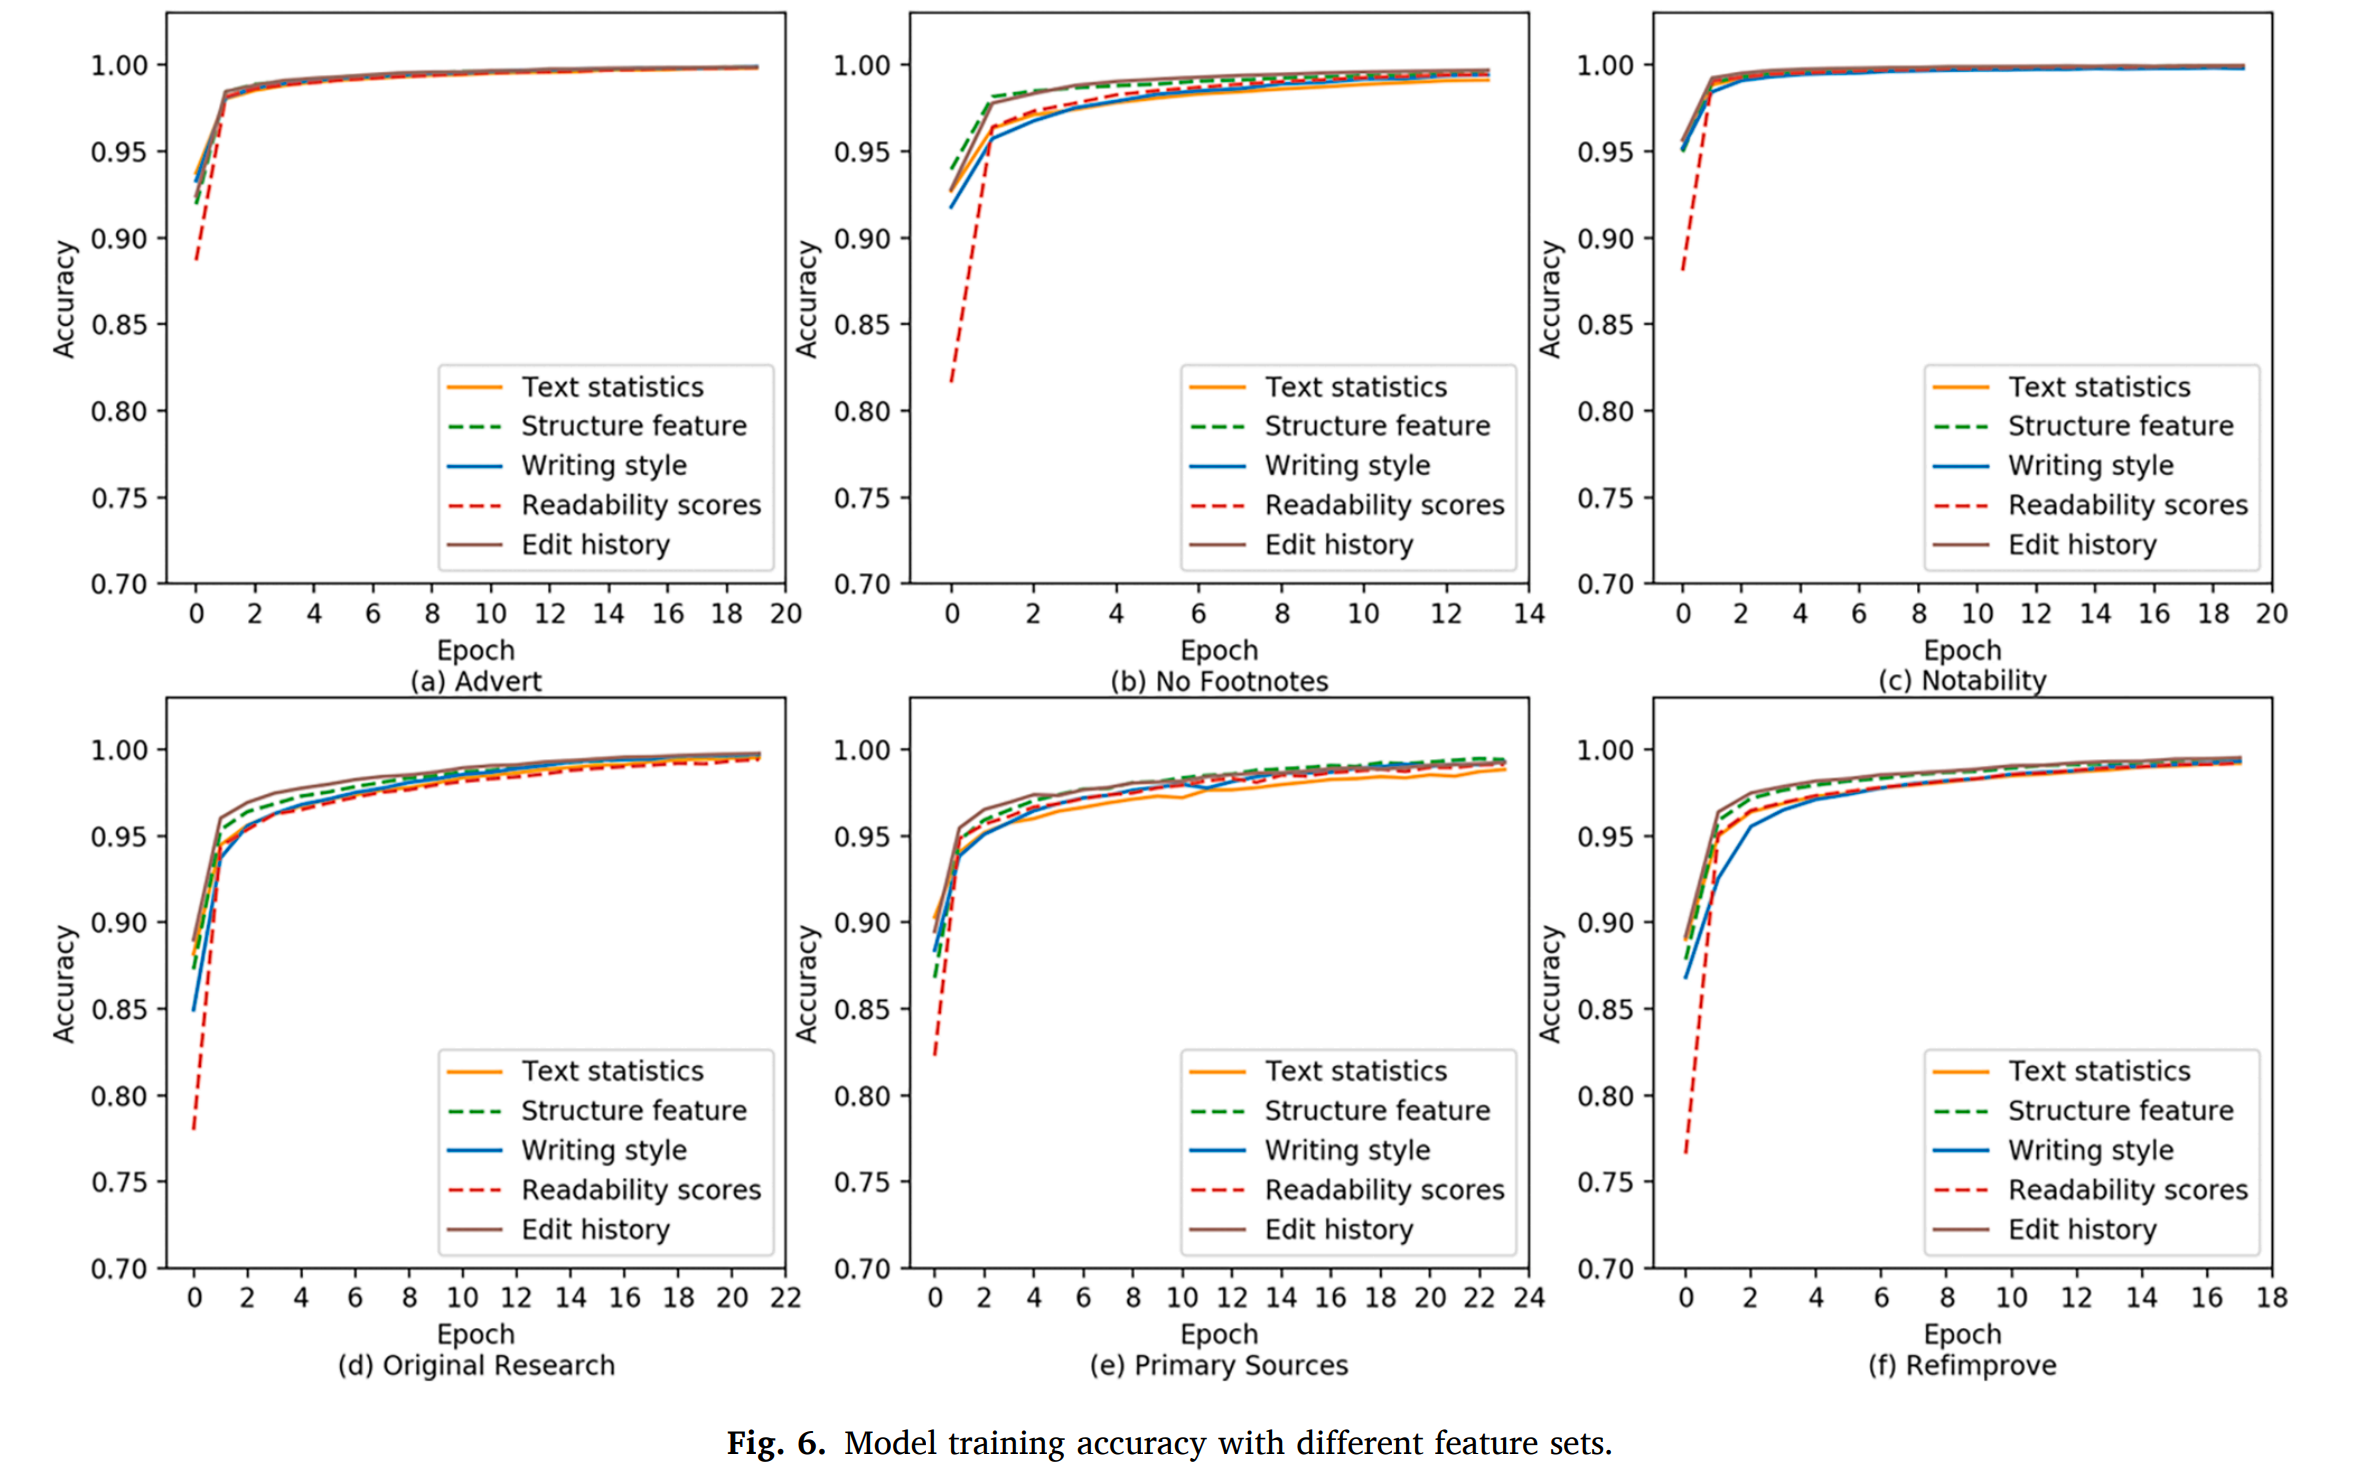 1.00
0.95
0.90
0.85
0.80
0.75
0.70
Accuracy
Text statistics
Structure feature
Writing style
Readability scores
Edit history
0 2 4 6 8 10 12 14 16 18 20
Epoch
(a) Advert
1.00
0.95
0.90
0.85
0.80
0.75
0.70
Accuracy
Text statistics
Structure feature
Writing style
Readability scores
Edit history
0 2 4 6 8 10 12 14
Epoch
(b) No Footnotes
1.00
0.95
0.90
0.85
0.80
0.75
0.70
Accuracy
Text statistics
Structure feature
Writing style
Readability scores
Edit history
0 2 4 6 8 10 12 14 16 18 20
Epoch
(c) Notability
1.00
0.95
0.90
0.85
0.80
0.75
0.70
Accuracy
Text statistics
Structure feature
Writing style
Readability scores
Edit history
0 2 4 6 8 10 12 14 16 18 20 22
Epoch
(d) Original Research
1.00
0.95
0.90
0.85
0.80
0.75
0.70
Accuracy
Text statistics
Structure feature
Writing style
Readability scores
Edit history
0 2 4 6 8 10 12 14 16 18 20 22 24
Epoch
(e) Primary Sources
1.00
0.95
0.90
0.85
0.80
0.75
0.70
Accuracy
Text statistics
Structure feature
Writing style
Readability scores
Edit history
0 2 4 6 8 10 12 14 16 18
Epoch
(f) Refimprove
Fig. 6. Model training accuracy with different feature sets.